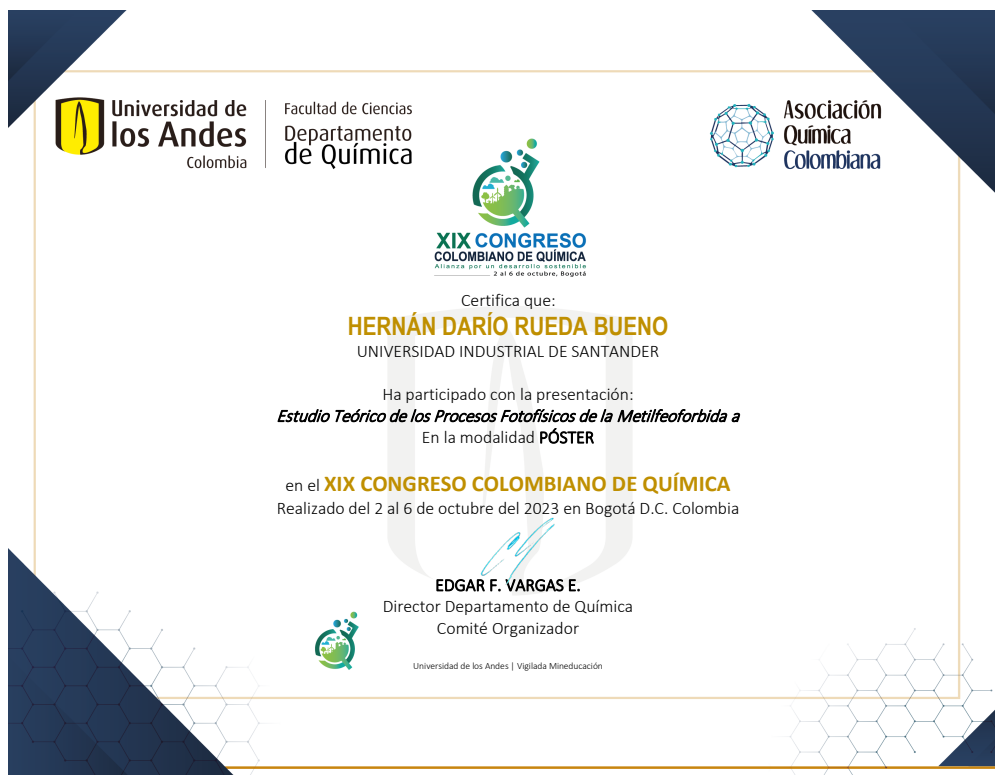 Universidad de
los Andes
Colombia
Facultad de Ciencias
Departamento
de Química
Asociación
Química
Colombiana
XIX CONGRESO
COLOMBIANO DE QUÍMICA
Alianza por un desarrollo sostenible
2 al 6 de octubre, Bogotá
Certifica que:
HERNÁN DARÍO RUEDA BUENO
UNIVERSIDAD INDUSTRIAL DE SANTANDER
Ha participado con la presentación:
Estudio Teórico de los Procesos Fotofísicos de la Metilfeoforbida a
En la modalidad PÓSTER
en el XIX CONGRESO COLOMBIANO DE QUÍMICA
Realizado del 2 al 6 de octubre del 2023 en Bogotá D.C. Colombia
EDGAR F. VARGAS E.
Director Departamento de Química
Comité Organizador
Universidad de los Andes | Vigilada Mineducación